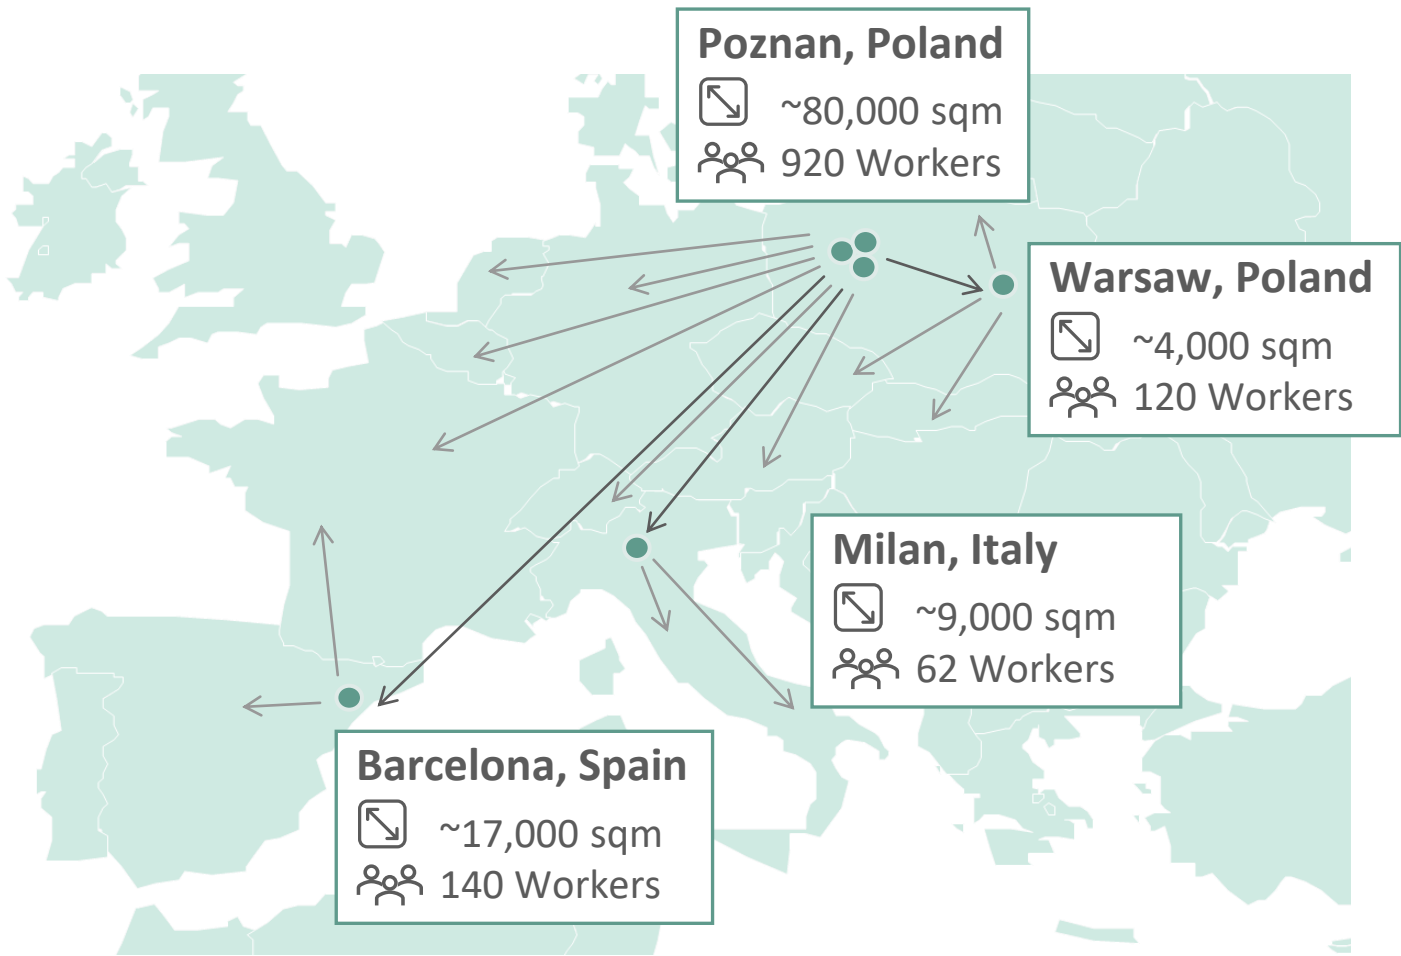 Poznan, Poland
~80,000 sqm
920 Workers
Warsaw, Poland
~4,000 sqm
120 Workers
Milan, Italy
~9,000 sqm
62 Workers
Barcelona, Spain
~17,000 sqm
140 Workers